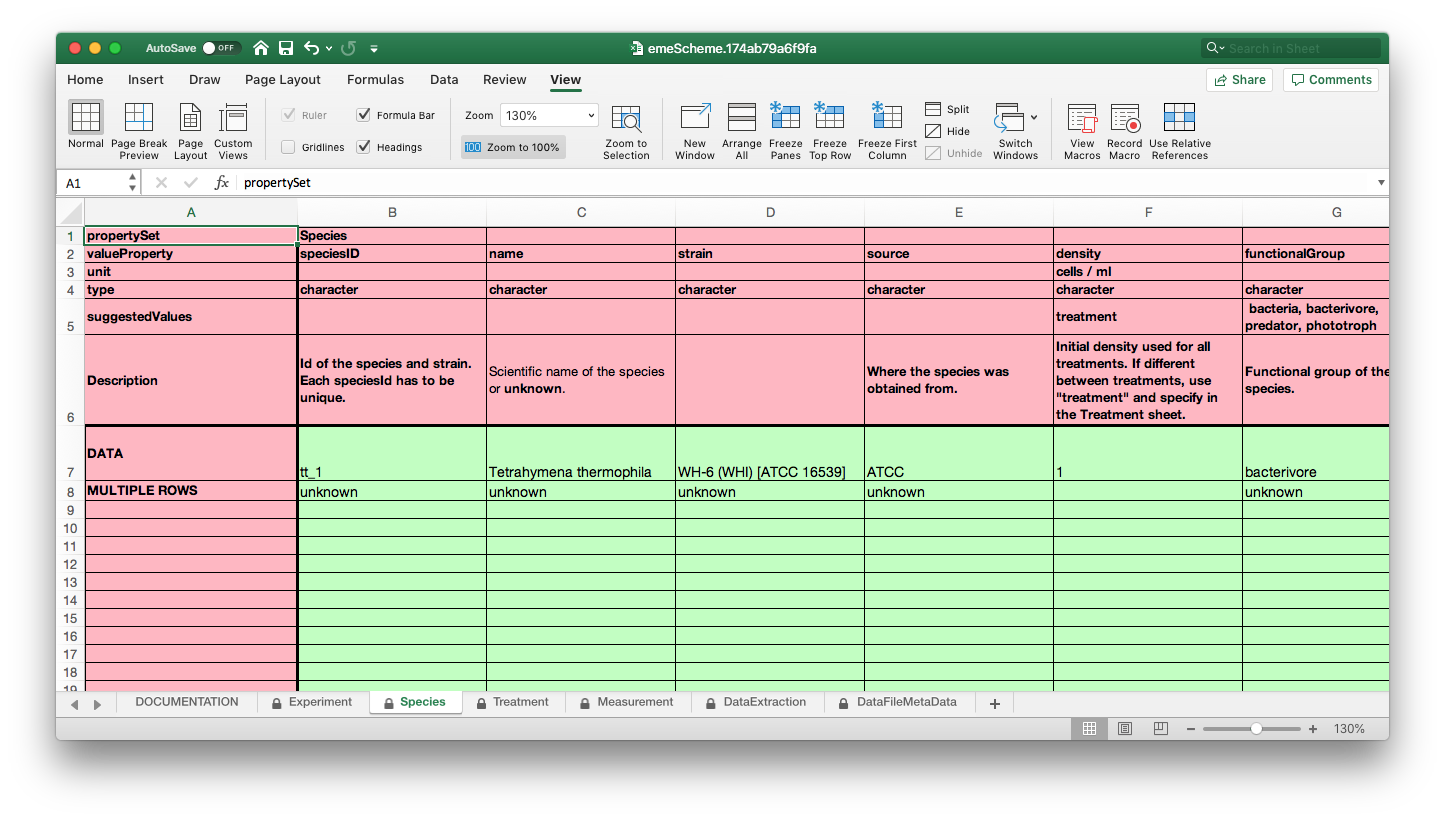 AutoSave OFF emeScheme.174ab79a6f9fa Search in Sheet
Home Insert Draw Page Layout Formulas Data Review View Share Comments
Normal
Page Break
Preview
Page
Layout
Custom
Views
Ruler
Formula Bar
Gridlines
Headings
Zoom 130%
100 Zoom to 100%
Zoom to
Selection
New
Window
Arrange
All
Freeze
Panes
Freeze
Top Row
Freeze First
Column
Split
Hide
Unhide
Switch
Windows
View
Macros
Record
Macro
Use Relative
References
A1 fx propertySet
A B C D E F G
1 propertySet Species
2 valueProperty speciesID name strain source density functionalGroup
3 unit cells / ml
4 type character character character character character character
5 suggestedValues treatment
bacteria, bacterivore,
predator, phototroph
6 Description
Id of the species and strain.
Each speciesId has to be
unique.
Scientific name of the species
or unknown.
Where the species was
obtained from.
Initial density used for all
treatments. If different
between treatments, use
"treatment" and specify in
the Treatment sheet.
Functional group of the
species.
7 DATA tt_1 Tetrahymena thermophila WH-6 (WHI) [ATCC 16539] ATCC 1 bacterivore
8 MULTIPLE ROWS unknown unknown unknown unknown unknown
9
10
11
12
13
14
15
16
17
18
19
DOCUMENTATION Experiment Species Treatment Measurement DataExtraction DataFileMetaData +
130%